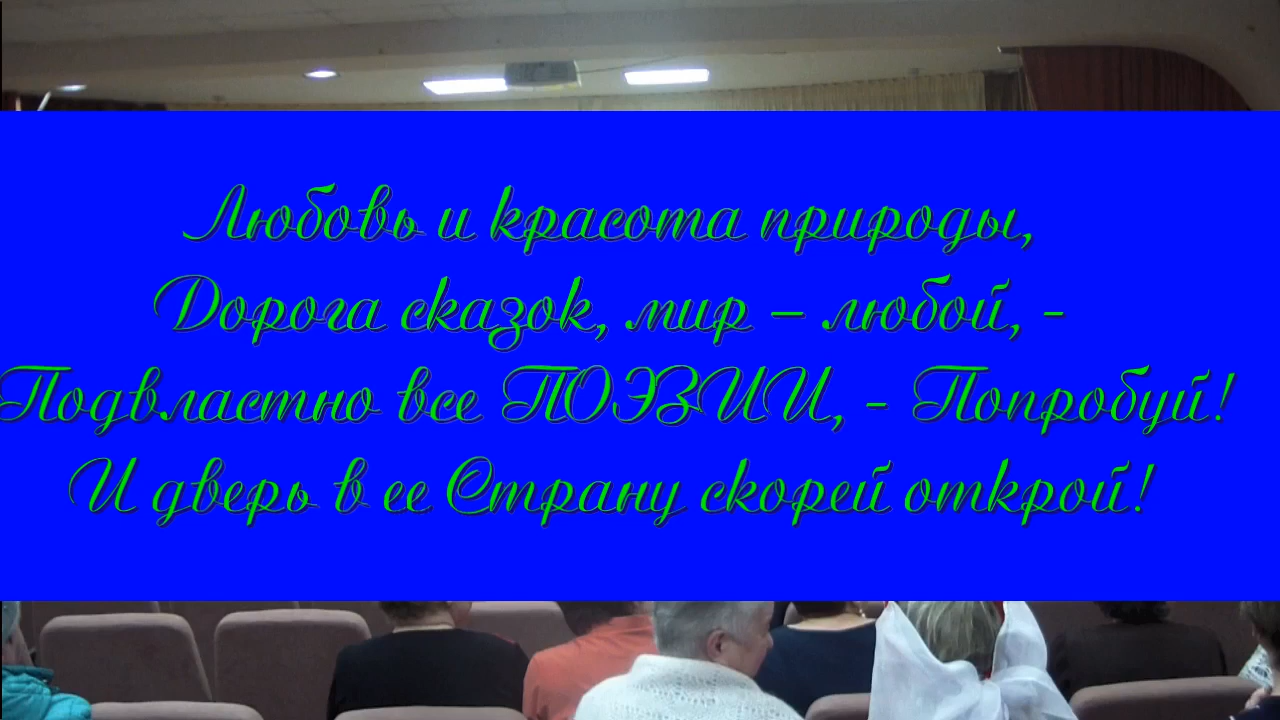 Любовь и красота природы,
Дорога сказок, мир – любой, -
Подвластно все ПОЭЗИИ, - Попробуй!
И дверь в ее Страну скорей открой!